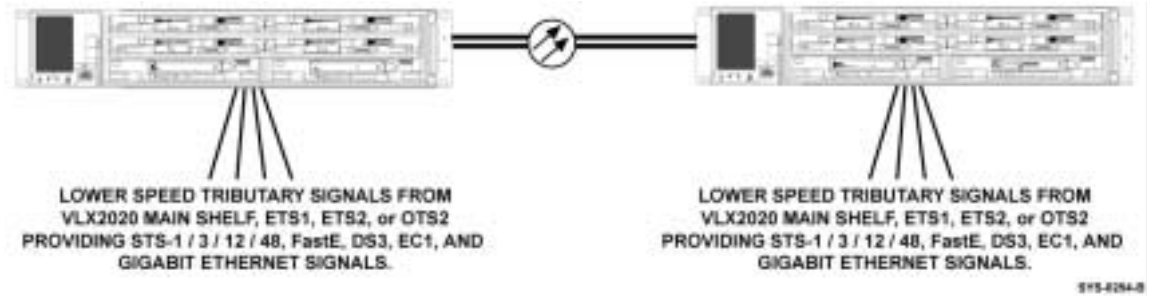 LOWER SPEED TRIBUTARY SIGNALS FROM
VLX2020 MAIN SHELF, ETS1, ETS2, or OTS2
PROVIDING STS-1 / 3 / 12 / 48, FastE, DS3, EC1, AND
GIGABIT ETHERNET SIGNALS.
LOWER SPEED TRIBUTARY SIGNALS FROM
VLX2020 MAIN SHELF, ETS1, ETS2, or OTS2
PROVIDING STS-1 / 3 / 12 / 48, FastE, DS3, EC1, AND
GIGABIT ETHERNET SIGNALS.
SYS-0294-B